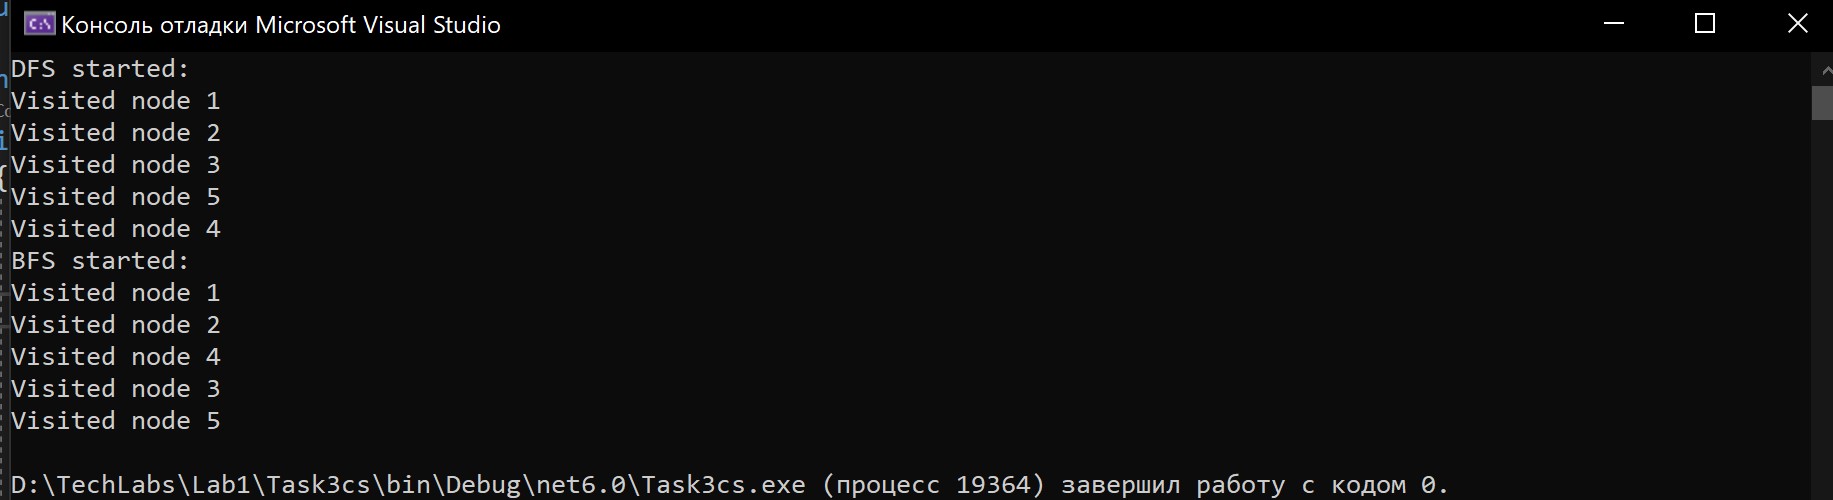 Консоль отладки Microsoft Visual Studio
DFS started:
Visited node 1
Visited node 2
Visited node 3
Visited node 5
Visited node 4
BFS started:
Visited node 1
Visited node 2
Visited node 4
Visited node 3
Visited node 5
D:\TechLabs\Lab1\Task3cs\bin\Debug\net6.0\Task3cs.exe (процесс 19364) завершил работу с кодом 0.